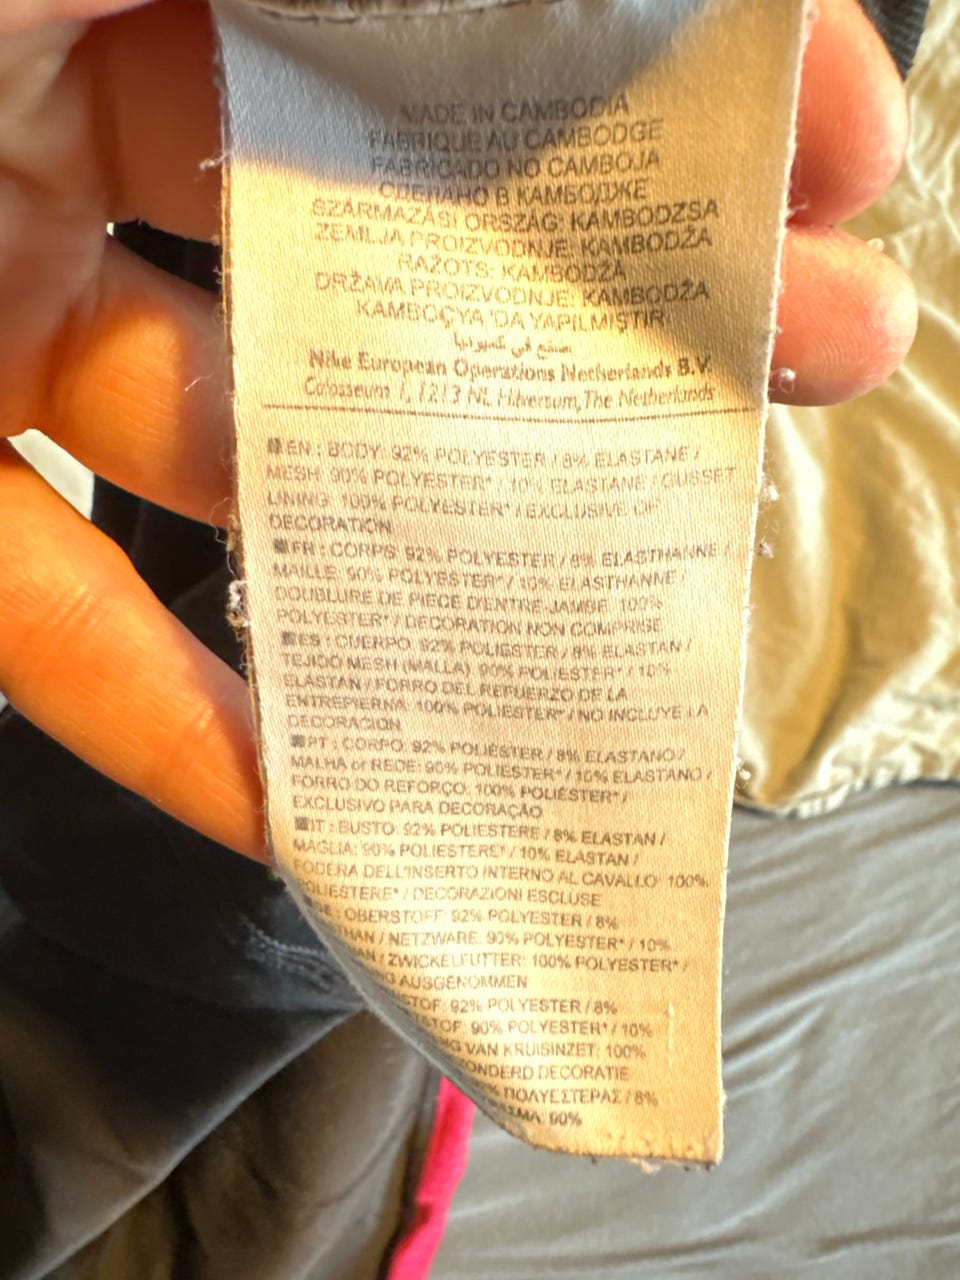 MADE IN CAMBODIA
FABRIQUE AU CAMBODGE
FABRICADO NO CAMBOJA
СДЕЛАНО В КАМБОДЖЕ
SZÁRMAZÁSI ORSZÁG: KAMBODZSA
ZEMLJA PROIZVODNJE: KAMBODŽA
RAŽOTS: KAMBODŽA
DRŽAVA PROIZVODNJE: KAMBODŽA
KAMBOÇYA 'DA YAPILMIŞTIR
صنع في كمبوديا
Nike European Operations Netherlands B.V.
Colosseum 1, 1213 NL Hilversum, The Netherlands
EN : BODY: 92% POLYESTER / 8% ELASTANE /
MESH: 90% POLYESTER* / 10% ELASTANE / GUSSET
LINING: 100% POLYESTER* / EXCLUSIVE OF
DECORATION
FR : CORPS: 92% POLYESTER / 8% ELASTHANNE /
MAILLE: 90% POLYESTER* / 10% ELASTHANNE /
DOUBLURE DE PIECE D'ENTRE-JAMBE: 100%
POLYESTER* / DECORATION NON COMPRISE
ES : CUERPO: 92% POLIESTER / 8% ELASTAN /
TEJIDO MESH (MALLA): 90% POLIESTER* / 10%
ELASTAN / FORRO DEL REFUERZO DE LA
ENTREPIERNA: 100% POLIESTER* / NO INCLUYE LA
DECORACION
PT : CORPO: 92% POLIÉSTER / 8% ELASTANO /
MALHA or REDE: 90% POLIÉSTER* / 10% ELASTANO /
FORRO DO REFORÇO: 100% POLIÉSTER* /
EXCLUSIVO PARA DECORAÇÃO
IT : BUSTO: 92% POLIESTERE / 8% ELASTAN /
MAGLIA: 90% POLIESTERE* / 10% ELASTAN /
FODERA DELL'INSERTO INTERNO AL CAVALLO: 100%
POLIESTERE* / DECORAZIONI ESCLUSE
: OBERSTOFF: 92% POLYESTER / 8%
/ NETZWARE: 90% POLYESTER* / 10%
/ ZWICKELFUTTER: 100% POLYESTER* /
AUSGENOMMEN
92% POLYESTER / 8%
90% POLYESTER* / 10%
VAN KRUISINZET: 100%
DECORATIE
ΠΟΛΥΕΣΤΕΡΑΣ / 8%
90%